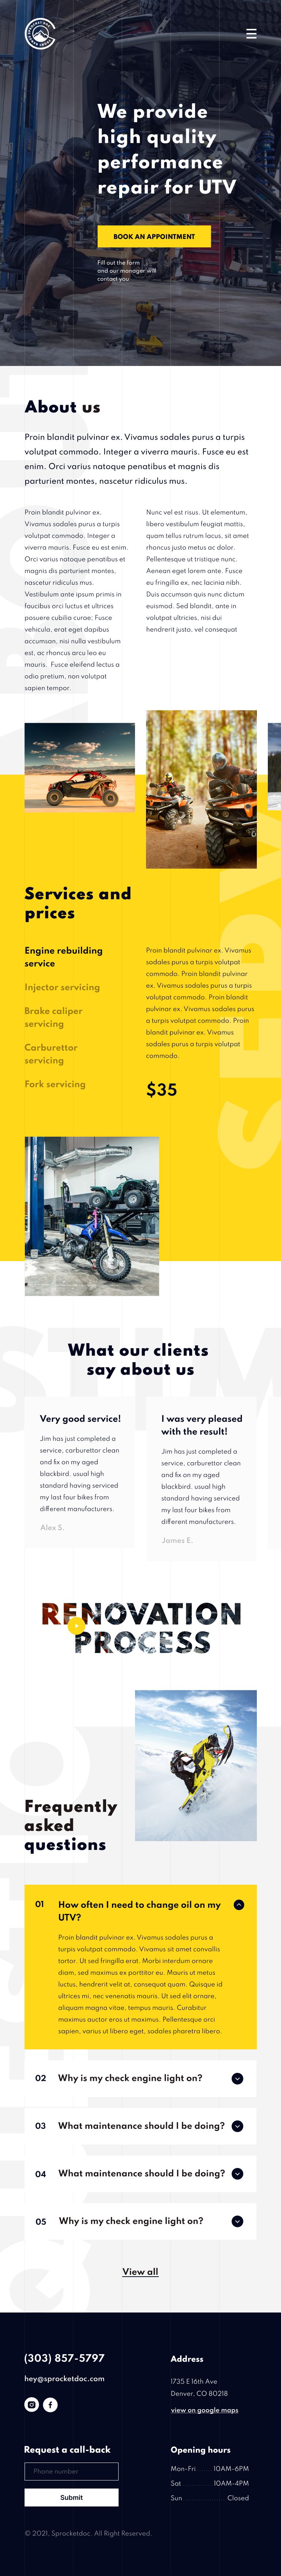 We provide
high quality
performance
repair for UTV
BOOK AN APPOINTMENT
Fill out the form
and our manager will
contact you
About us
Proin blandit pulvinar ex. Vivamus sodales purus a turpis
volutpat commodo. Integer a viverra mauris. Fusce eu est
enim. Orci varius natoque penatibus et magnis dis
parturient montes, nascetur ridiculus mus.
Proin blandit pulvinar ex.
Vivamus sodales purus a turpis
volutpat commodo. Integer a
viverra mauris. Fusce eu est enim.
Orci varius natoque penatibus et
magnis dis parturient montes,
nascetur ridiculus mus.
Vestibulum ante ipsum primis in
faucibus orci luctus et ultrices
posuere cubilia curae; Fusce
vehicula, erat eget dapibus
accumsan, nisi nulla vestibulum
est, ac rhoncus arcu leo eu
mauris. Fusce eleifend lectus a
odio pretium, non volutpat
sapien tempor.
Nunc vel est risus. Ut elementum,
libero vestibulum feugiat mattis,
quam tellus rutrum lacus, sit amet
rhoncus justo metus ac dolor.
Pellentesque ut tristique nunc.
Aenean eget lorem ante. Fusce
eu fringilla ex, nec lacinia nibh.
Duis accumsan quis nunc dictum
euismod. Sed blandit, ante in
volutpat ultricies, nisi dui
hendrerit justo, vel consequat
Services and
prices
Engine rebuilding
service
Injector servicing
Brake caliper
servicing
Carburettor
servicing
Fork servicing
Proin blandit pulvinar ex. Vivamus
sodales purus a turpis volutpat
commodo. Proin blandit pulvinar
ex. Vivamus sodales purus a turpis
volutpat commodo. Proin blandit
pulvinar ex. Vivamus sodales purus
a turpis volutpat commodo. Proin
blandit pulvinar ex. Vivamus
sodales purus a turpis volutpat
commodo.
$35
What our clients
say about us
Very good service!
Jim has just completed a
service, carburettor clean
and fix on my aged
blackbird. usual high
standard having serviced
my last four bikes from
different manufacturers.
Alex S.
I was very pleased
with the result!
Jim has just completed a
service, carburettor clean
and fix on my aged
blackbird. usual high
standard having serviced
my last four bikes from
different manufacturers.
James E.
RENOVATION
PROCESS
Frequently
asked
questions
01 How often I need to change oil on my
UTV?
Proin blandit pulvinar ex. Vivamus sodales purus a
turpis volutpat commodo. Vivamus sit amet convallis
tortor. Ut sed fringilla erat. Morbi interdum ornare
diam, sed maximus ex porttitor eu. Mauris ut metus
luctus, hendrerit velit at, consequat quam. Quisque id
ultrices mi, nec venenatis mauris. Ut sed elit ornare,
aliquam magna vitae, tempus mauris. Curabitur
maximus auctor eros ut maximus. Pellentesque orci
sapien, varius ut libero eget, sodales pharetra libero.
02 Why is my check engine light on?
03 What maintenance should I be doing?
04 What maintenance should I be doing?
05 Why is my check engine light on?
View all
(303) 857-5797
hey@sprocketdoc.com
Address
1735 E 16th Ave
Denver, CO 80218
view on google maps
Request a call-back
Phone number
Submit
Opening hours
Mon-Fri 10AM-6PM
Sat 10AM-4PM
Sun Closed
© 2021, Sprocketdoc. All Right Reserved.